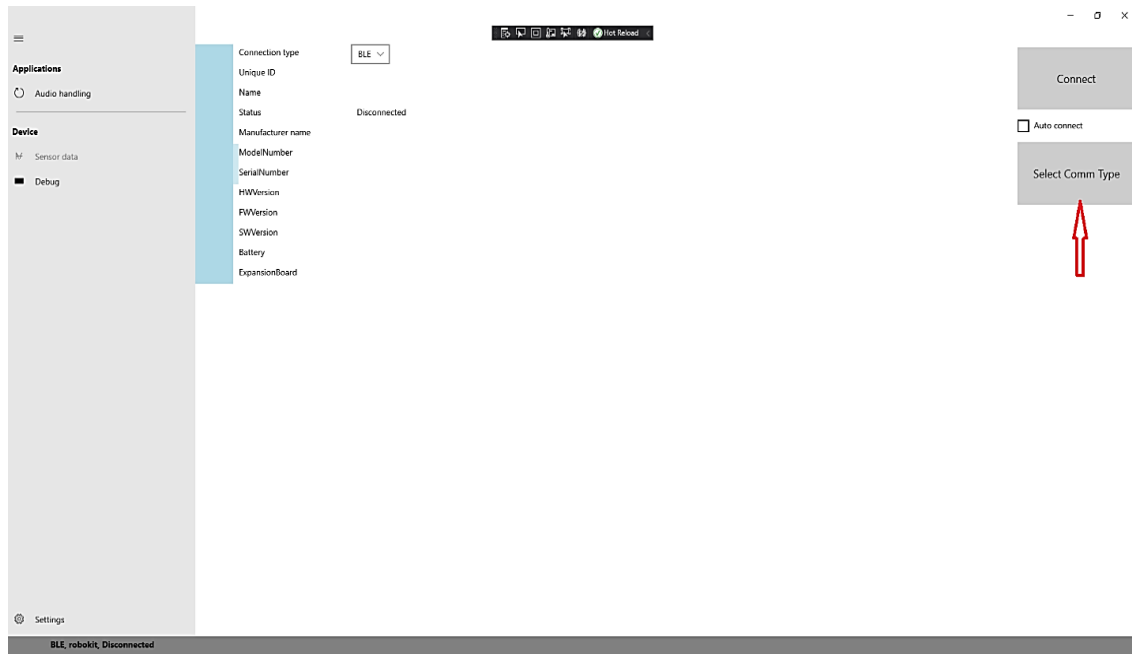 Hot Reload
Applications
Audio handling
Device
Sensor data
Debug
Settings
Connection type BLE
Unique ID
Name
Status Disconnected
Manufacturer name
ModelNumber
SerialNumber
HWVersion
FWVersion
SWVersion
Battery
ExpansionBoard
Connect
Auto connect
Select Comm Type
BLE, robokit, Disconnected